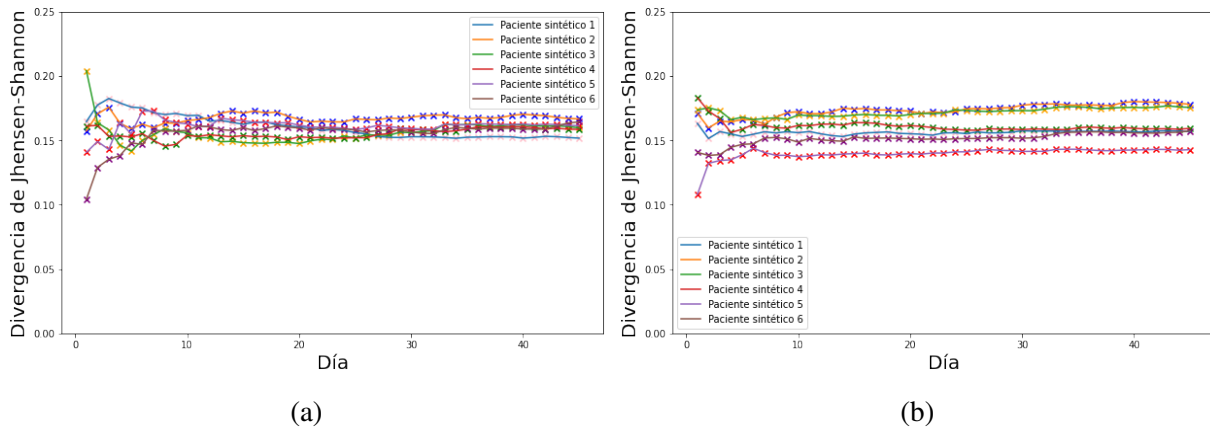 0.25
0.20
0.15
0.10
0.05
0.00
Divergencia de Jhensen-Shannon
Paciente sintético 1
Paciente sintético 2
Paciente sintético 3
Paciente sintético 4
Paciente sintético 5
Paciente sintético 6
0 10 20 30 40
Día
(a)
0.25
0.20
0.15
0.10
0.05
0.00
Divergencia de Jhensen-Shannon
Paciente sintético 1
Paciente sintético 2
Paciente sintético 3
Paciente sintético 4
Paciente sintético 5
Paciente sintético 6
0 10 20 30 40
Día
(b)